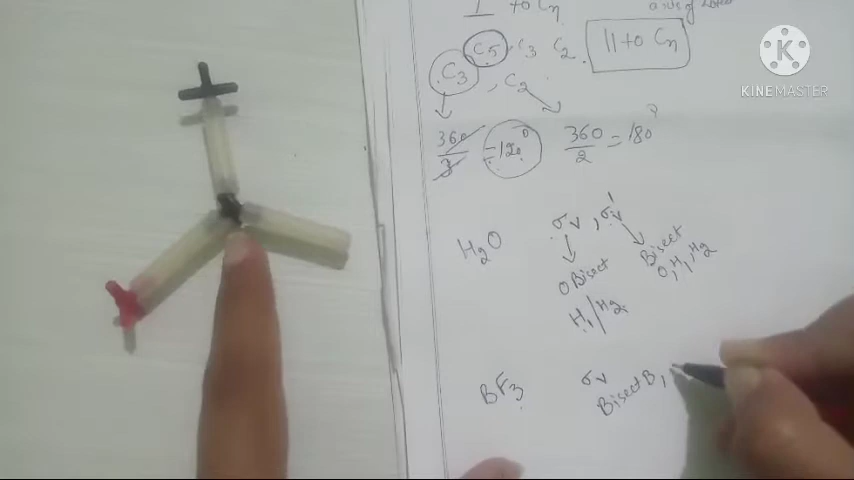 ⊥ to Cn
C5, C3 C2. || to Cn
C3, C2
360/3 = 120° 360/2 = 180°
H2O σv, σv'
O Bisect
H1/H2
Bisect
O, H1, H2
BF3 σv
Bisect B,
K
KINEMASTER